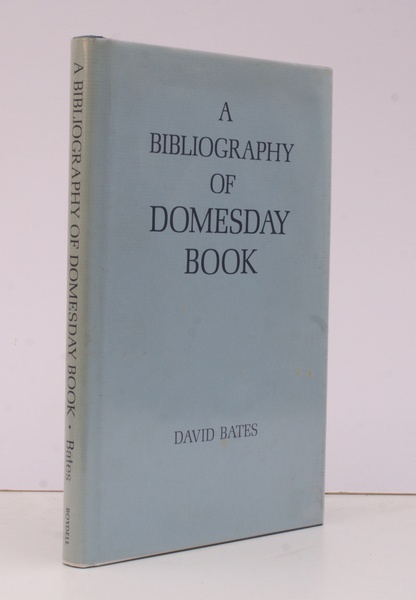 A BIBLIOGRAPHY OF DOMESDAY BOOK · Bates
BOYDELL
A
BIBLIOGRAPHY
OF
DOMESDAY
BOOK
DAVID BATES